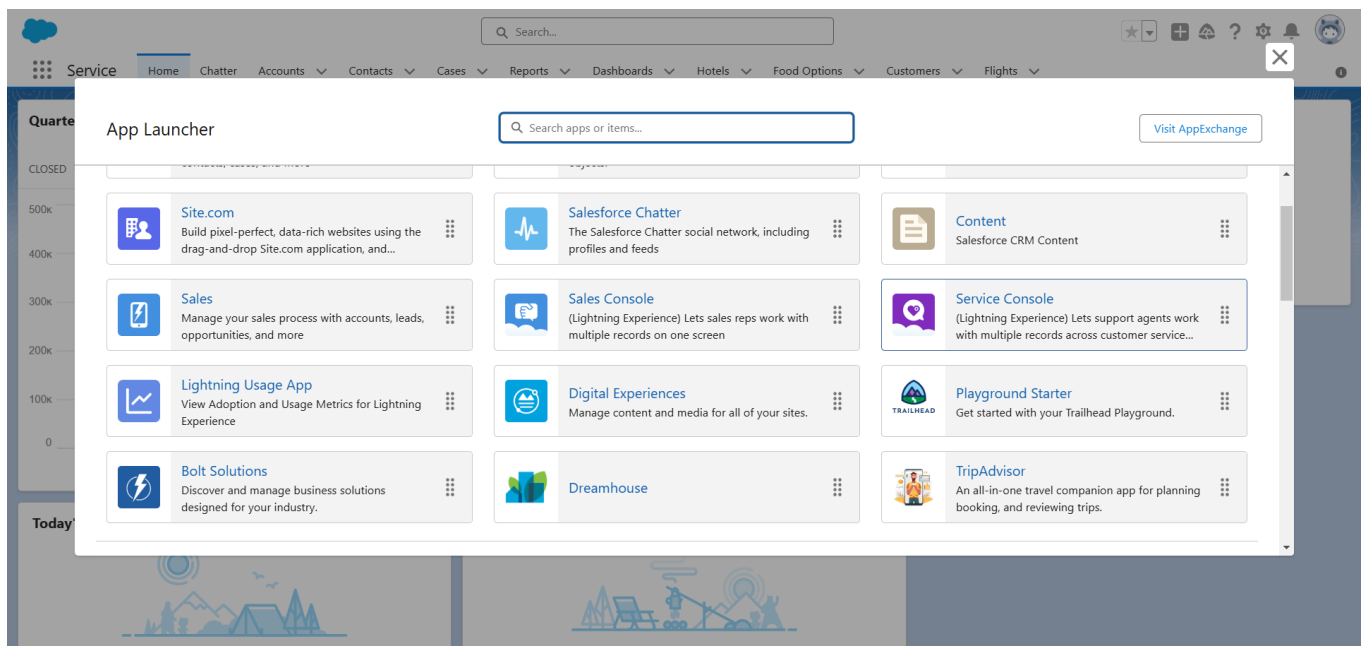 Search...
Service Home Chatter Accounts Contacts Cases Reports Dashboards Hotels Food Options Customers Flights
Quarte
CLOSED
500K
400K
300K
200K
100K
0
Today'
App Launcher
Search apps or items...
Visit AppExchange
Site.com
Build pixel-perfect, data-rich websites using the
drag-and-drop Site.com application, and...
Salesforce Chatter
The Salesforce Chatter social network, including
profiles and feeds
Content
Salesforce CRM Content
Sales
Manage your sales process with accounts, leads,
opportunities, and more
Sales Console
(Lightning Experience) Lets sales reps work with
multiple records on one screen
Service Console
(Lightning Experience) Lets support agents work
with multiple records across customer service...
Lightning Usage App
View Adoption and Usage Metrics for Lightning
Experience
Digital Experiences
Manage content and media for all of your sites.
TRAILHEAD
Playground Starter
Get started with your Trailhead Playground.
Bolt Solutions
Discover and manage business solutions
designed for your industry.
Dreamhouse
TripAdvisor
An all-in-one travel companion app for planning
booking, and reviewing trips.